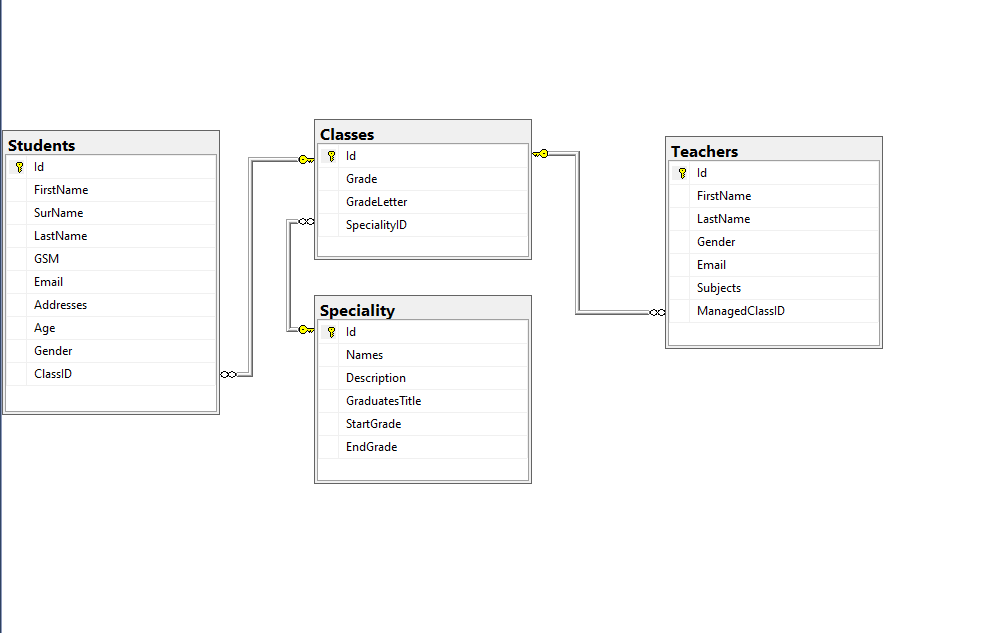 Students
Id
FirstName
SurName
LastName
GSM
Email
Addresses
Age
Gender
ClassID
Classes
Id
Grade
GradeLetter
SpecialityID
Speciality
Id
Names
Description
GraduatesTitle
StartGrade
EndGrade
Teachers
Id
FirstName
LastName
Gender
Email
Subjects
ManagedClassID